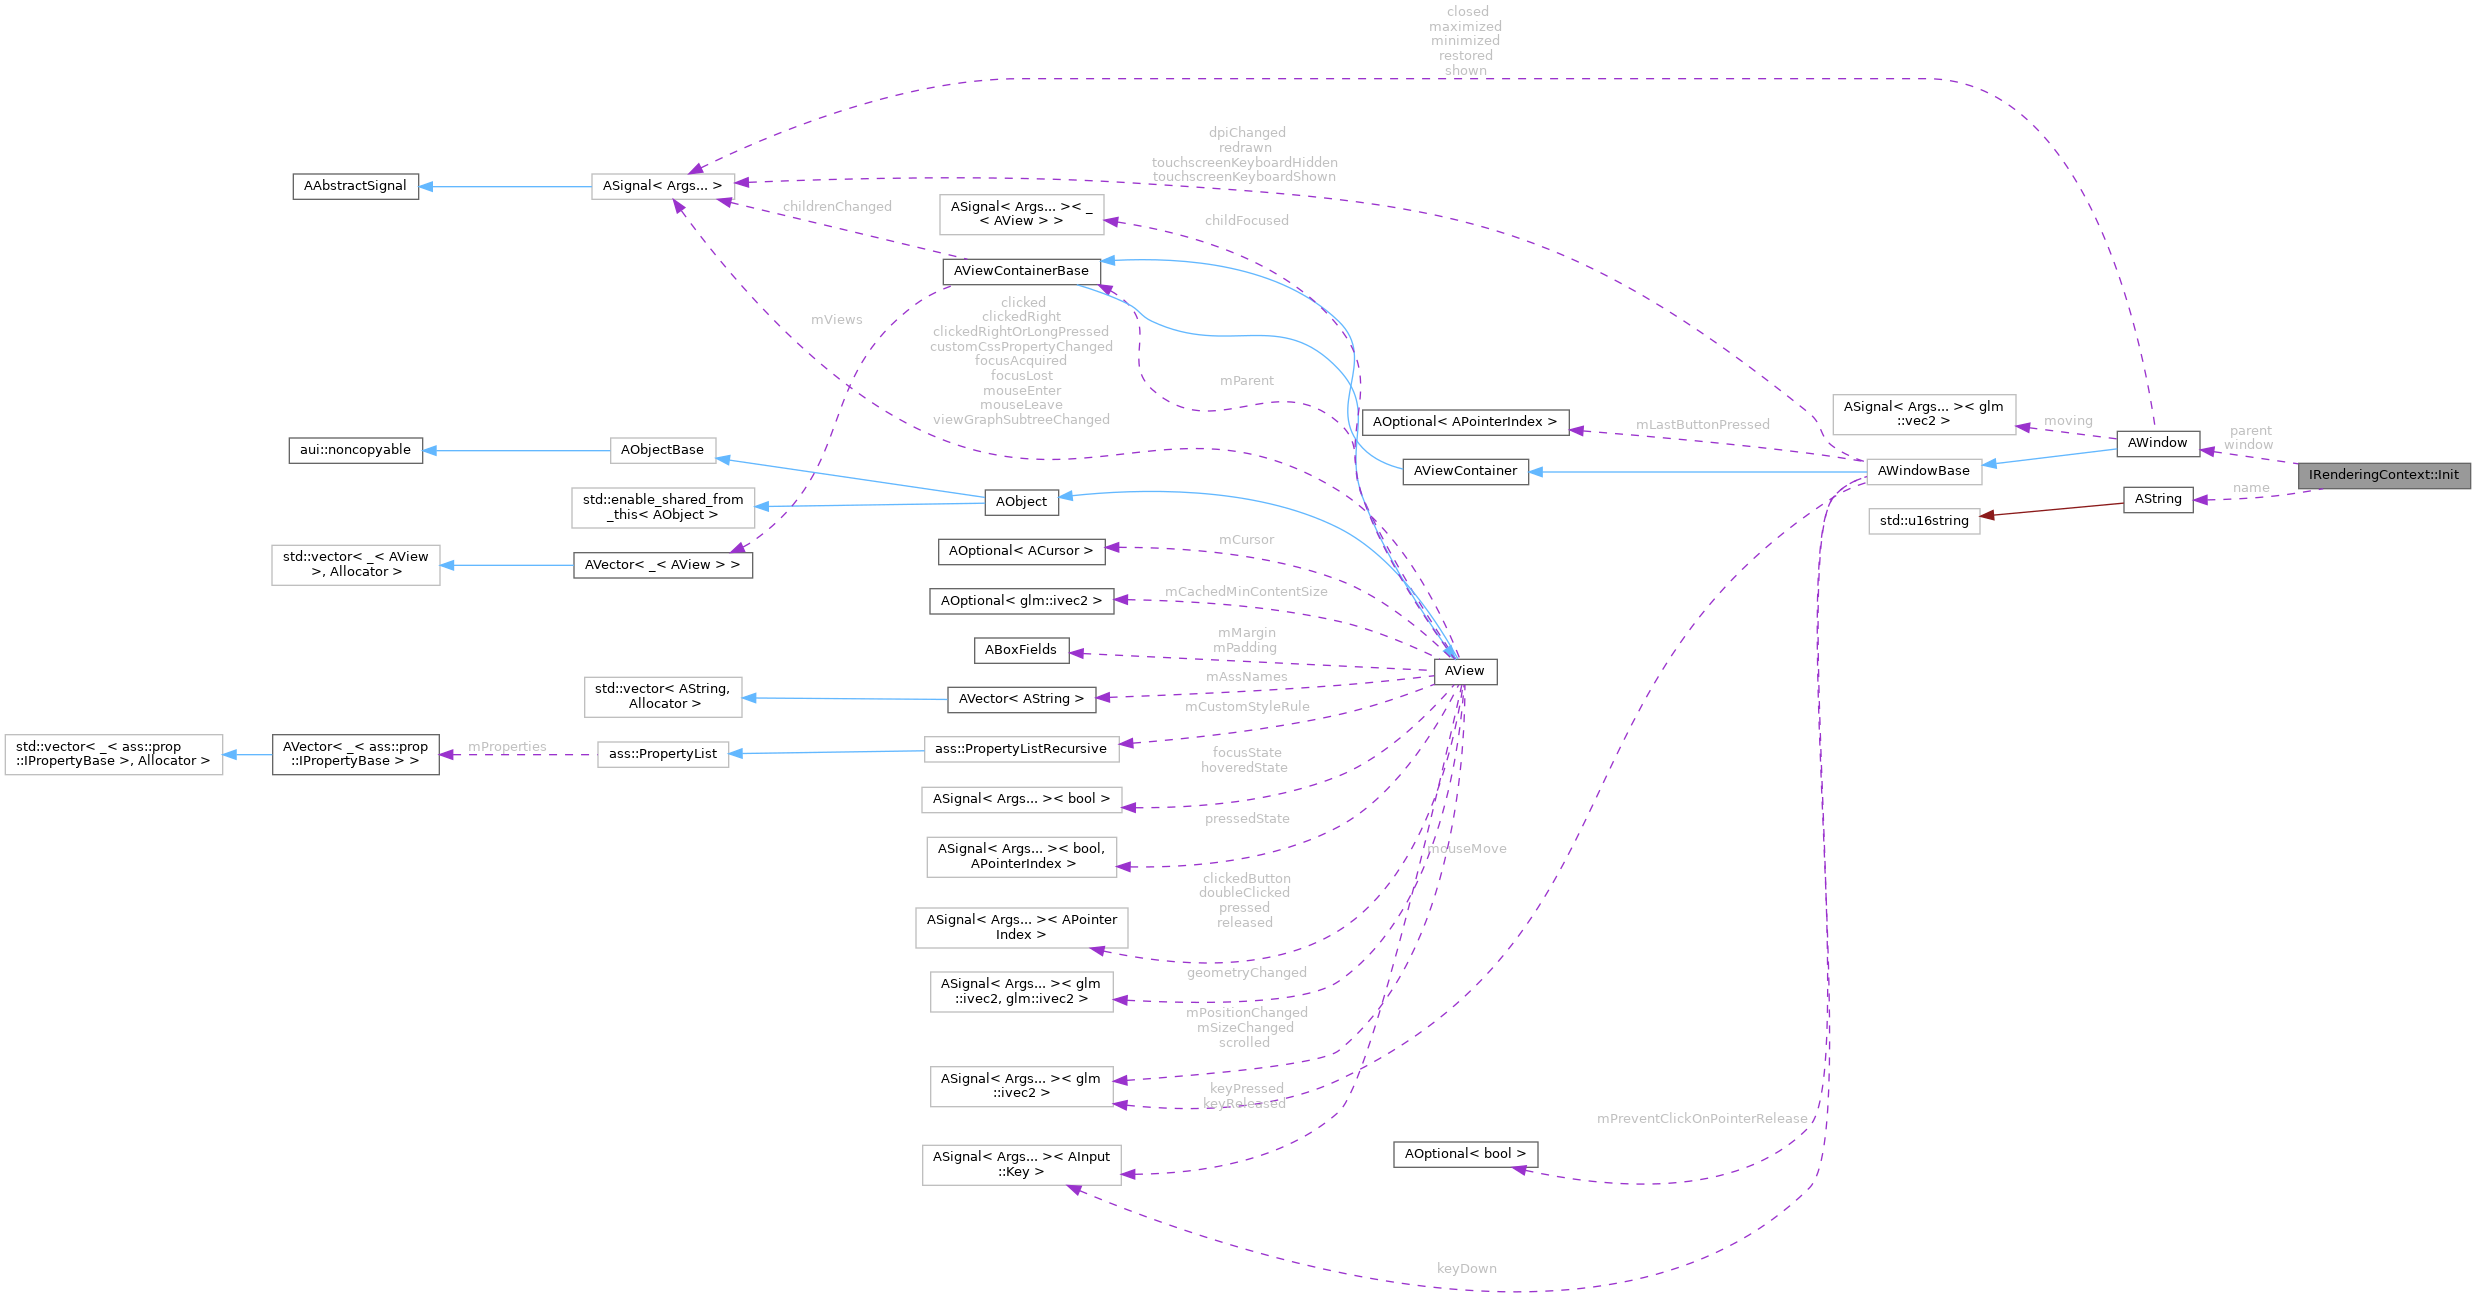 closed
maximized
minimized
restored
shown
dpiChanged
redrawn
touchscreenKeyboardHidden
touchscreenKeyboardShown
AAbstractSignal
ASignal< Args... >
childrenChanged
ASignal< Args... >< _
< AView > >
childFocused
AViewContainerBase
mViews
clicked
clickedRight
clickedRightOrLongPressed
customCssPropertyChanged
focusAcquired
focusLost
mouseEnter
mouseLeave
viewGraphSubtreeChanged
mParent
AOptional< APointerIndex >
mLastButtonPressed
ASignal< Args... >< glm
::vec2 >
moving
AWindow
parent
window
aui::noncopyable
AObjectBase
AViewContainer
AWindowBase
IRenderingContext::Init
std::enable_shared_from
_this< AObject >
AObject
AString
name
std::u16string
std::vector< _< AView
>, Allocator >
AVector< _< AView > >
AOptional< ACursor >
mCursor
AOptional< glm::ivec2 >
mCachedMinContentSize
ABoxFields
mMargin
mPadding
AView
std::vector< AString,
Allocator >
AVector< AString >
mAssNames
mCustomStyleRule
std::vector< _< ass::prop
::IPropertyBase >, Allocator >
AVector< _< ass::prop
::IPropertyBase > >
mProperties
ass::PropertyList
ass::PropertyListRecursive
focusState
hoveredState
ASignal< Args... >< bool >
pressedState
ASignal< Args... >< bool,
APointerIndex >
mouseMove
clickedButton
doubleClicked
pressed
released
ASignal< Args... >< APointer
Index >
geometryChanged
ASignal< Args... >< glm
::ivec2, glm::ivec2 >
mPositionChanged
mSizeChanged
scrolled
ASignal< Args... >< glm
::ivec2 >
keyPressed
keyReleased
mPreventClickOnPointerRelease
ASignal< Args... >< AInput
::Key >
AOptional< bool >
keyDown